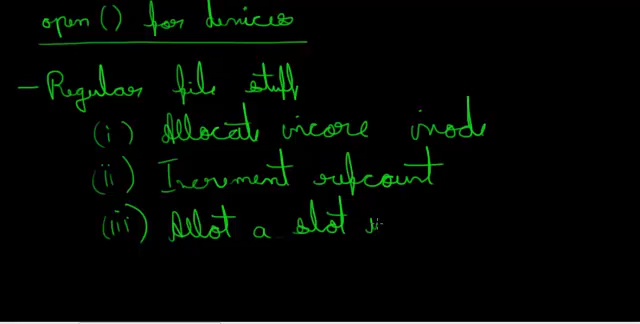 open () for devices
- Regular file stuff
(i) Allocate incore inode
(ii) Increment refcount
(iii) Allot a slot